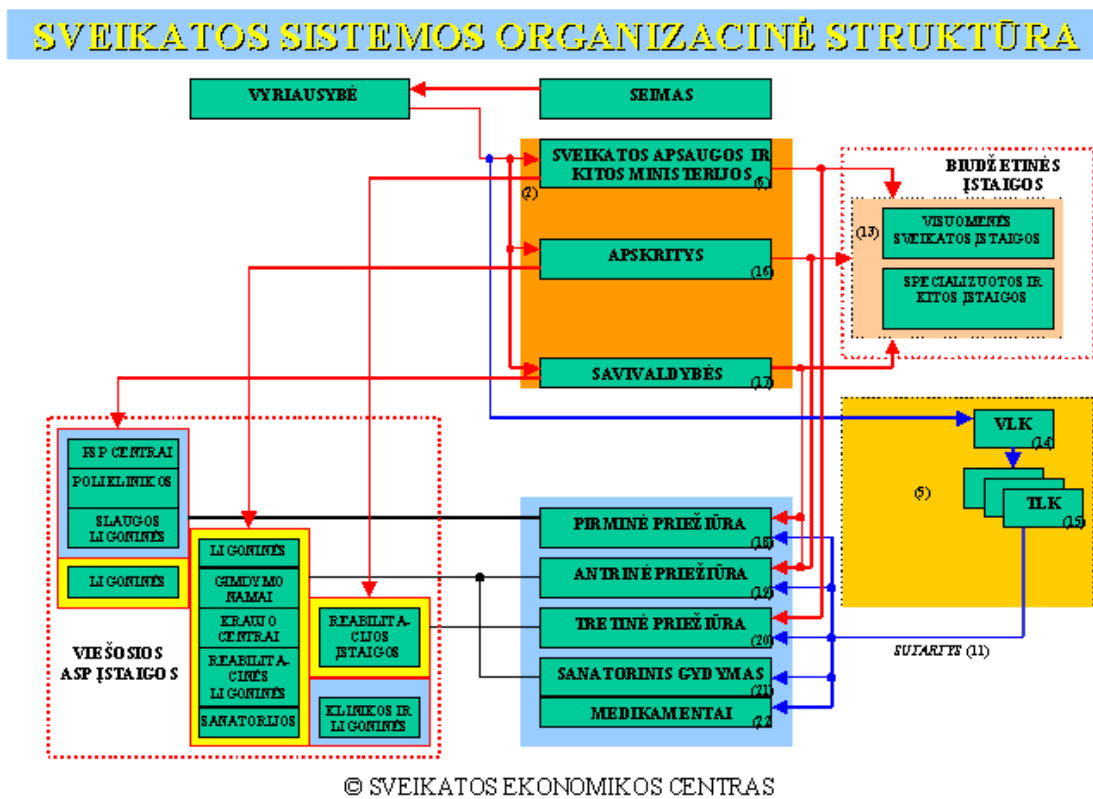 SVEIKATOS SISTEMOS ORGANIZACINĖ STRUKTŪRA
VYRIAUSYBĖ
SEIMAS
SVEIKATOS APSAUGOS IR
KITOS MINISTERIJOS
(2)
APSKRITYS
(16)
SAVIVALDYBĖS
(17)
BIUDŽETINĖS
ĮSTAIGOS
(13)
VISUOMENĖS
SVEIKATOS ĮSTAIGOS
SPECIALIZUOTOS IR
KITOS ĮSTAIGOS
VLK
(14)
(5)
TLK
(15)
SUTARTYS (11)
PIRMINĖ PRIEŽIŪRA
(18)
ANTRINĖ PRIEŽIŪRA
(19)
TRETINĖ PRIEŽIŪRA
(20)
SANATORINIS GYDYMAS
(21)
MEDIKAMENTAI
(22)
CENTRAI
POLIKLINIKOS
SLAUGOS
LIGONINĖS
LIGONINĖS
VIEŠOSIOS
ASP ĮSTAIGOS
LIGONINĖS
GIMDYMO
NAMAI
KRAUJO
CENTRAI
REABILITA-
CINĖS
LIGONINĖS
SANATORIJOS
REABILITA-
CIJOS
ĮSTAIGOS
KLINIKOS IR
LIGONINĖS
© SVEIKATOS EKONOMIKOS CENTRAS